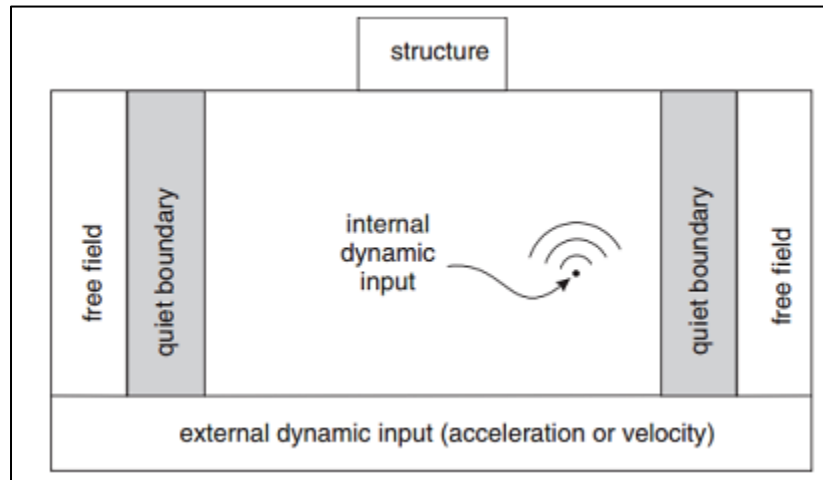 structure
free field
quiet boundary
internal
dynamic
input
quiet boundary
free field
external dynamic input (acceleration or velocity)